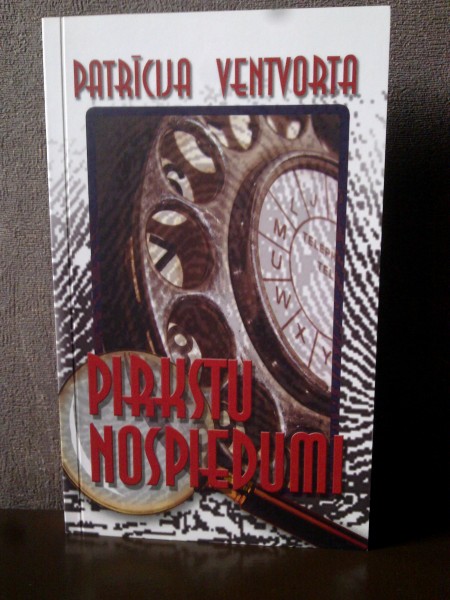 PATRĪCIJA VENTVORTA
L J
M
U
W
X
Y
PIRKSTU
NOSPIEDUMI